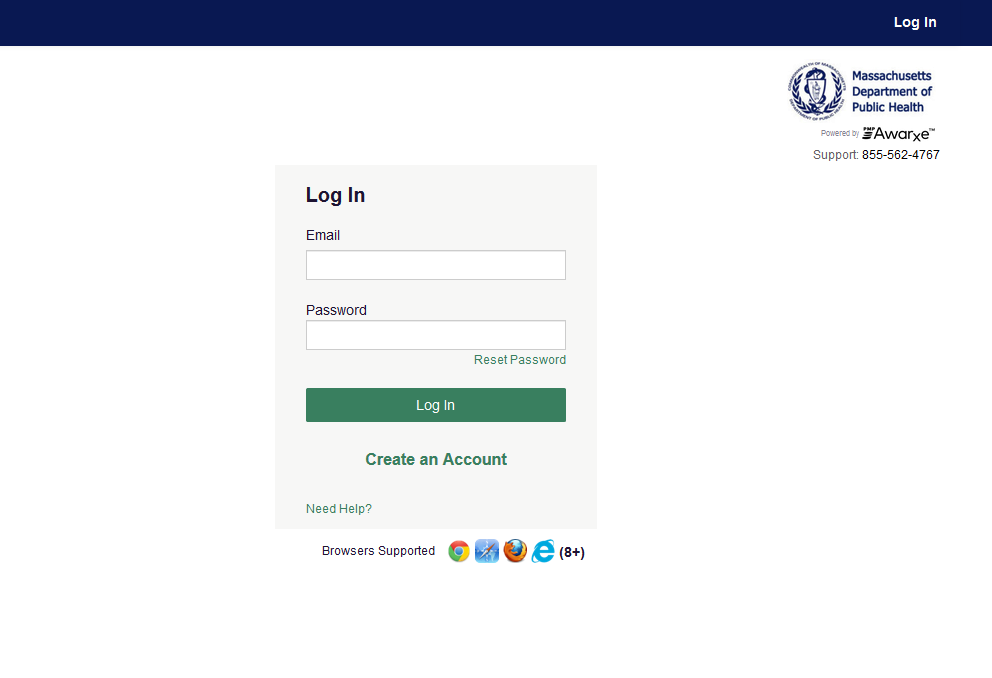 Log In
Massachusetts
Department of
Public Health
Powered by PMP Awarxe™
Support: 855-562-4767
Log In
Email
Password
Reset Password
Log In
Create an Account
Need Help?
Browsers Supported (8+)